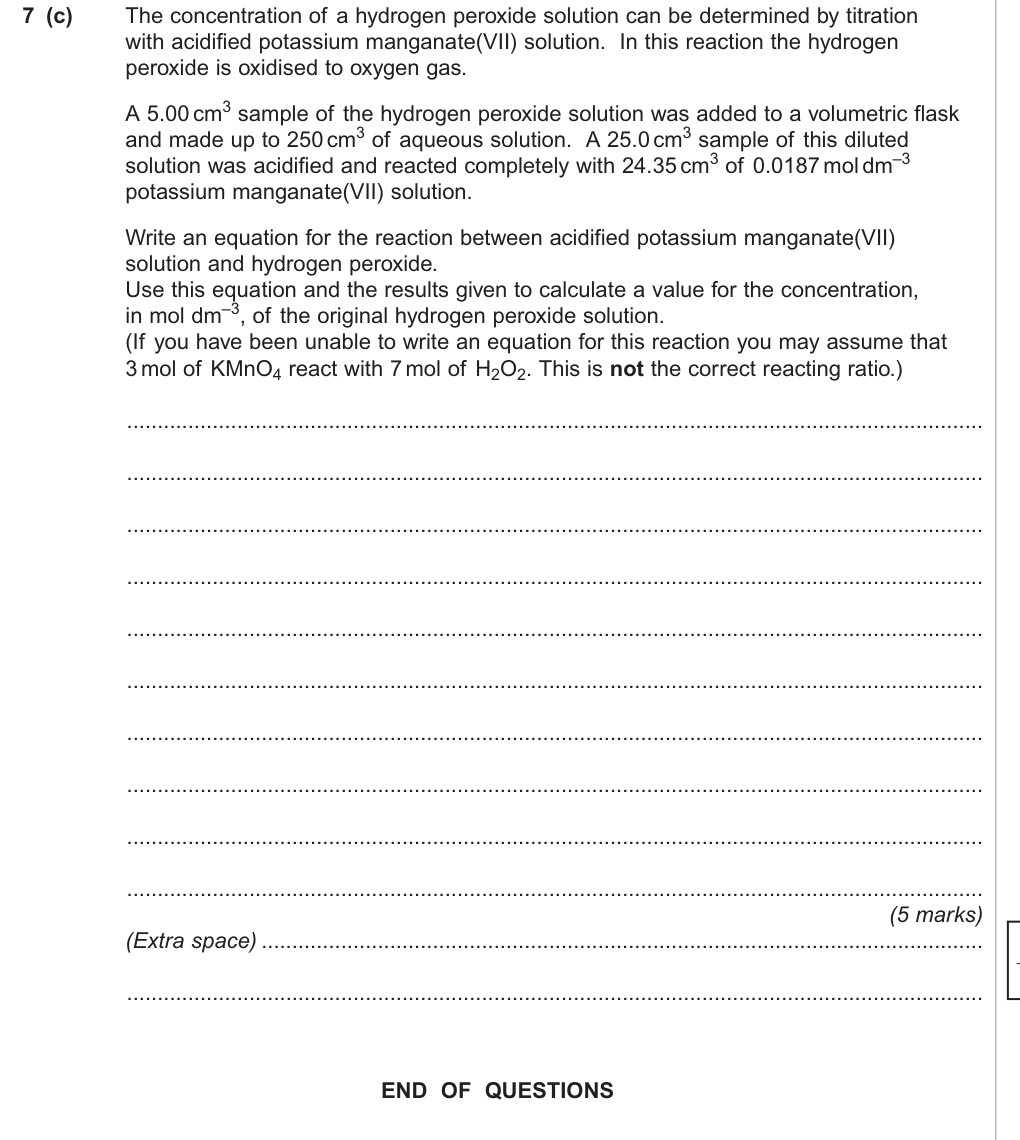 7 (c) The concentration of a hydrogen peroxide solution can be determined by titration
with acidified potassium manganate(VII) solution. In this reaction the hydrogen
peroxide is oxidised to oxygen gas.
A 5.00 cm³ sample of the hydrogen peroxide solution was added to a volumetric flask
and made up to 250 cm³ of aqueous solution. A 25.0 cm³ sample of this diluted
solution was acidified and reacted completely with 24.35 cm³ of 0.0187 mol dm⁻³
potassium manganate(VII) solution.
Write an equation for the reaction between acidified potassium manganate(VII)
solution and hydrogen peroxide.
Use this equation and the results given to calculate a value for the concentration,
in mol dm⁻³, of the original hydrogen peroxide solution.
(If you have been unable to write an equation for this reaction you may assume that
3 mol of KMnO₄ react with 7 mol of H₂O₂. This is not the correct reacting ratio.)
(5 marks)
(Extra space)
END OF QUESTIONS